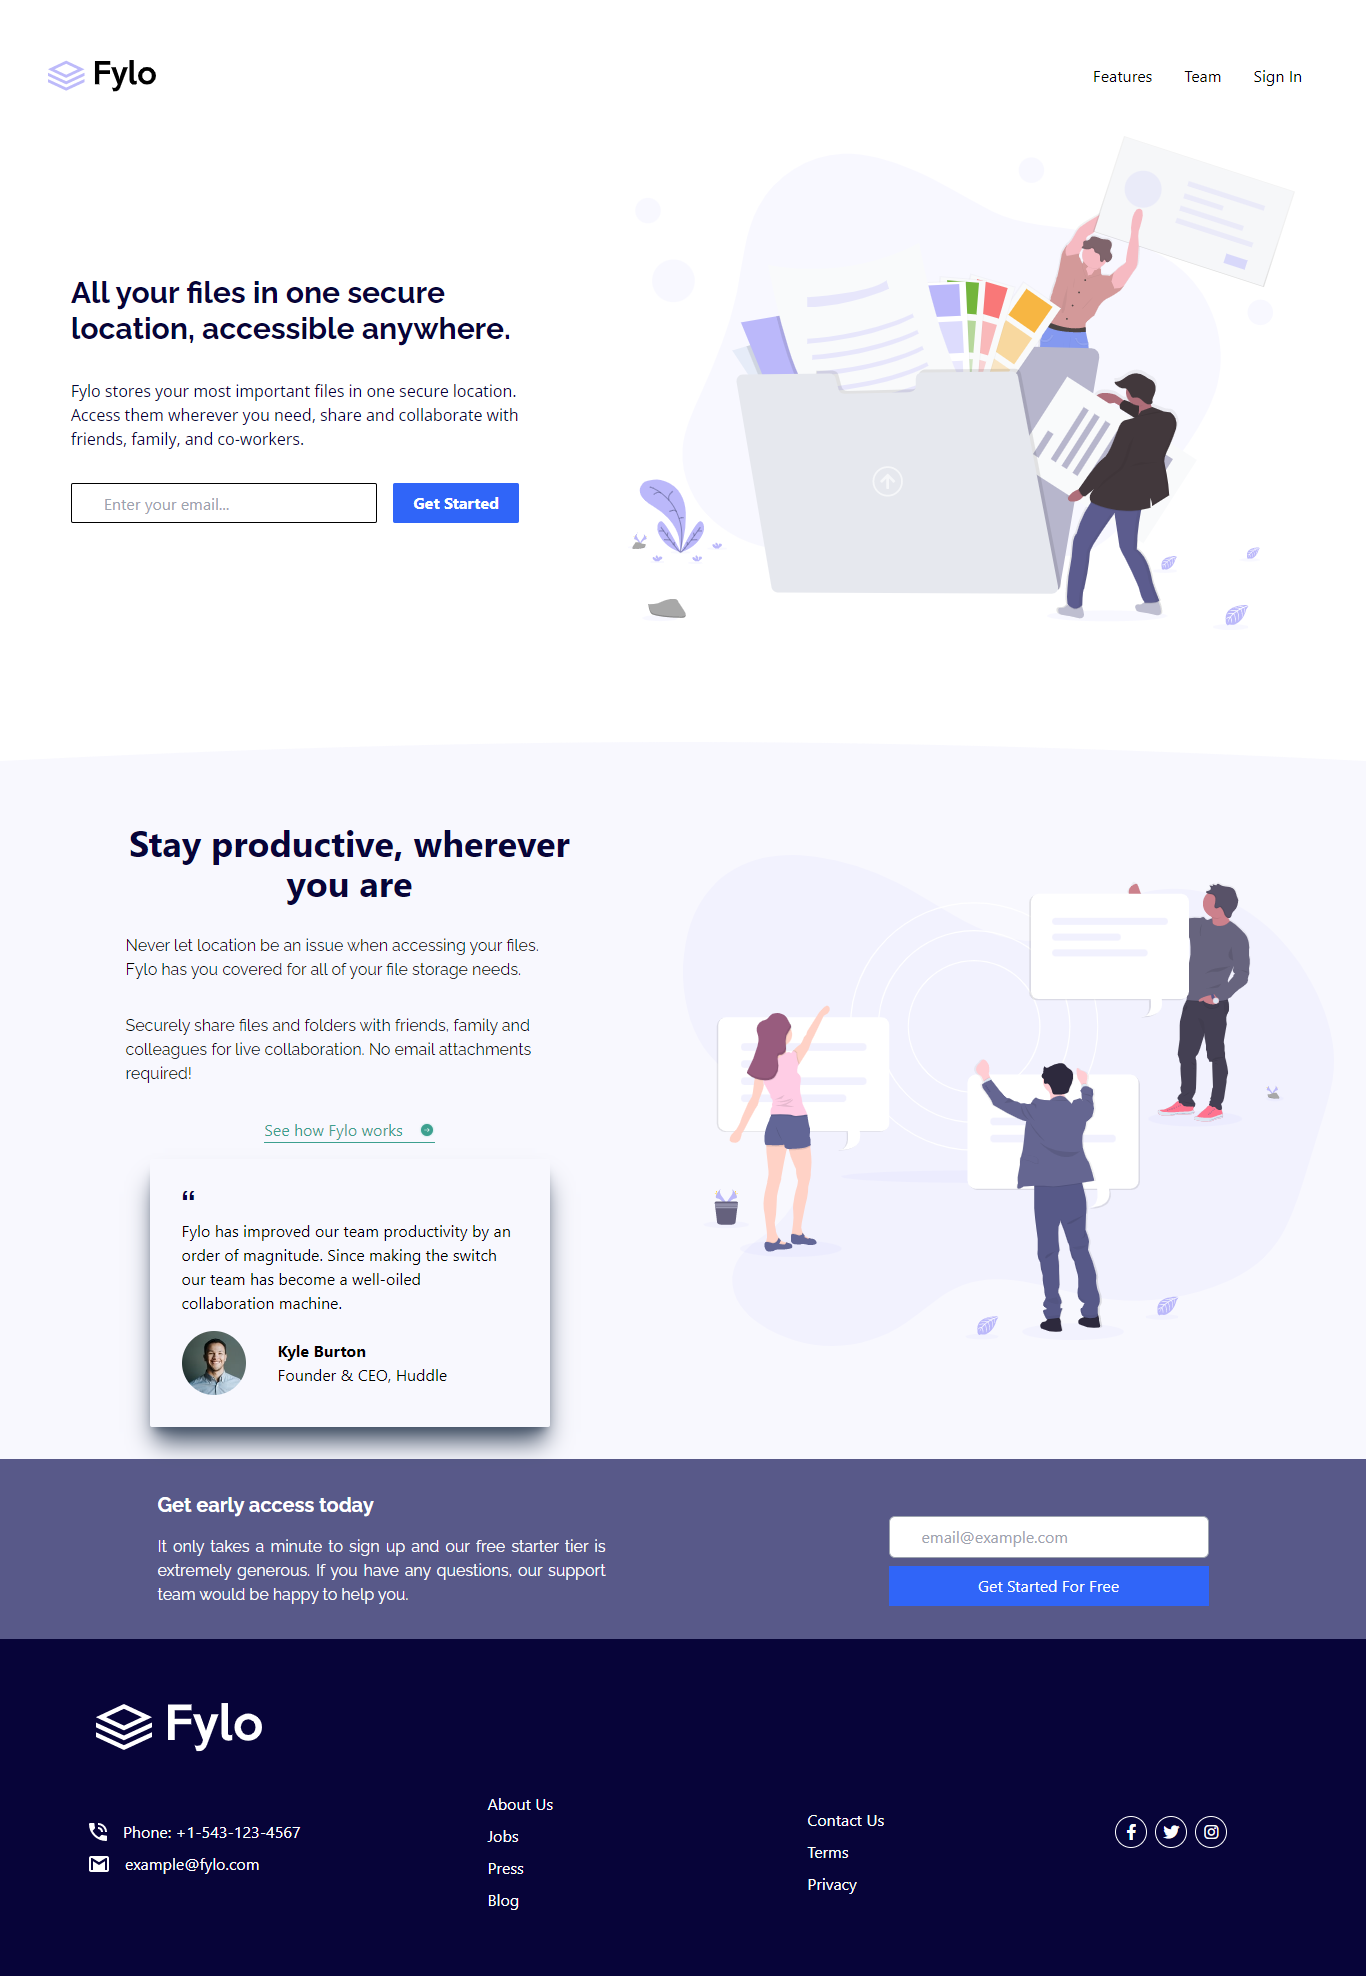 Fylo
Features Team Sign In
All your files in one secure
location, accessible anywhere.
Fylo stores your most important files in one secure location.
Access them wherever you need, share and collaborate with
friends, family, and co-workers.
Enter your email... Get Started
Stay productive, wherever
you are
Never let location be an issue when accessing your files.
Fylo has you covered for all of your file storage needs.
Securely share files and folders with friends, family and
colleagues for live collaboration. No email attachments
required!
See how Fylo works
“
Fylo has improved our team productivity by an
order of magnitude. Since making the switch
our team has become a well-oiled
collaboration machine.
Kyle Burton
Founder & CEO, Huddle
Get early access today
It only takes a minute to sign up and our free starter tier is
extremely generous. If you have any questions, our support
team would be happy to help you.
email@example.com
Get Started For Free
Fylo
Phone: +1-543-123-4567
example@fylo.com
About Us
Jobs
Press
Blog
Contact Us
Terms
Privacy